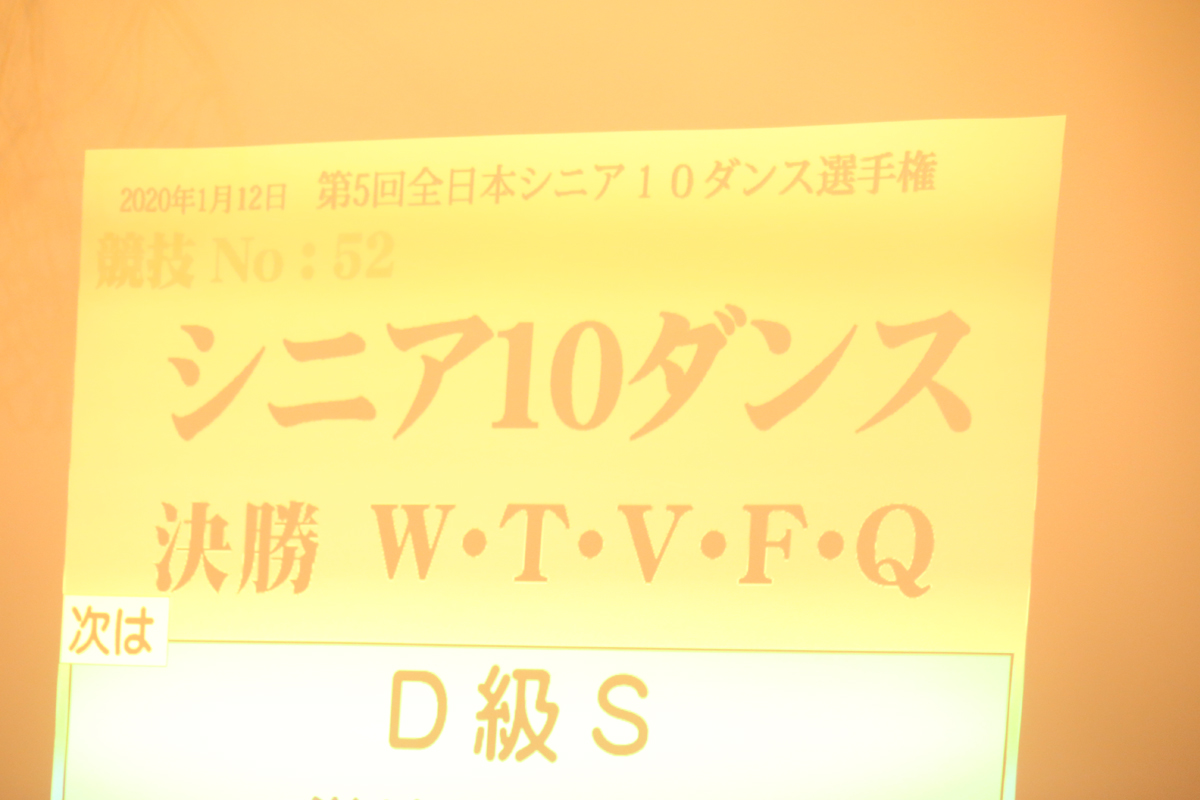 2020年1月12日 第5回全日本シニア１０ダンス選手権
競技 No：52
シニア10ダンス
決勝 W・T・V・F・Q
次は
D級S